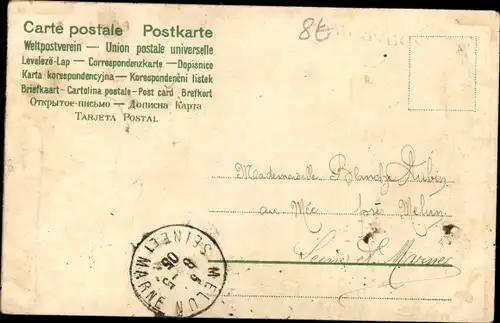 Carte postale Postkarte
Weltpostverein — Union postale universelle
Levelező-Lap — Correspondenzkarte — Dopisnice
Karta korespondencyjna — Korespondenční lístek
Briefkaart - Cartolina postale - Post card Brefkort
Открытое-письмо — Дописна Карта
TARJETA POSTAL
8€
Mademoiselle Blanche
au Mée près Melun
Seine et Marne
MELUN
SEINE ET MARNE